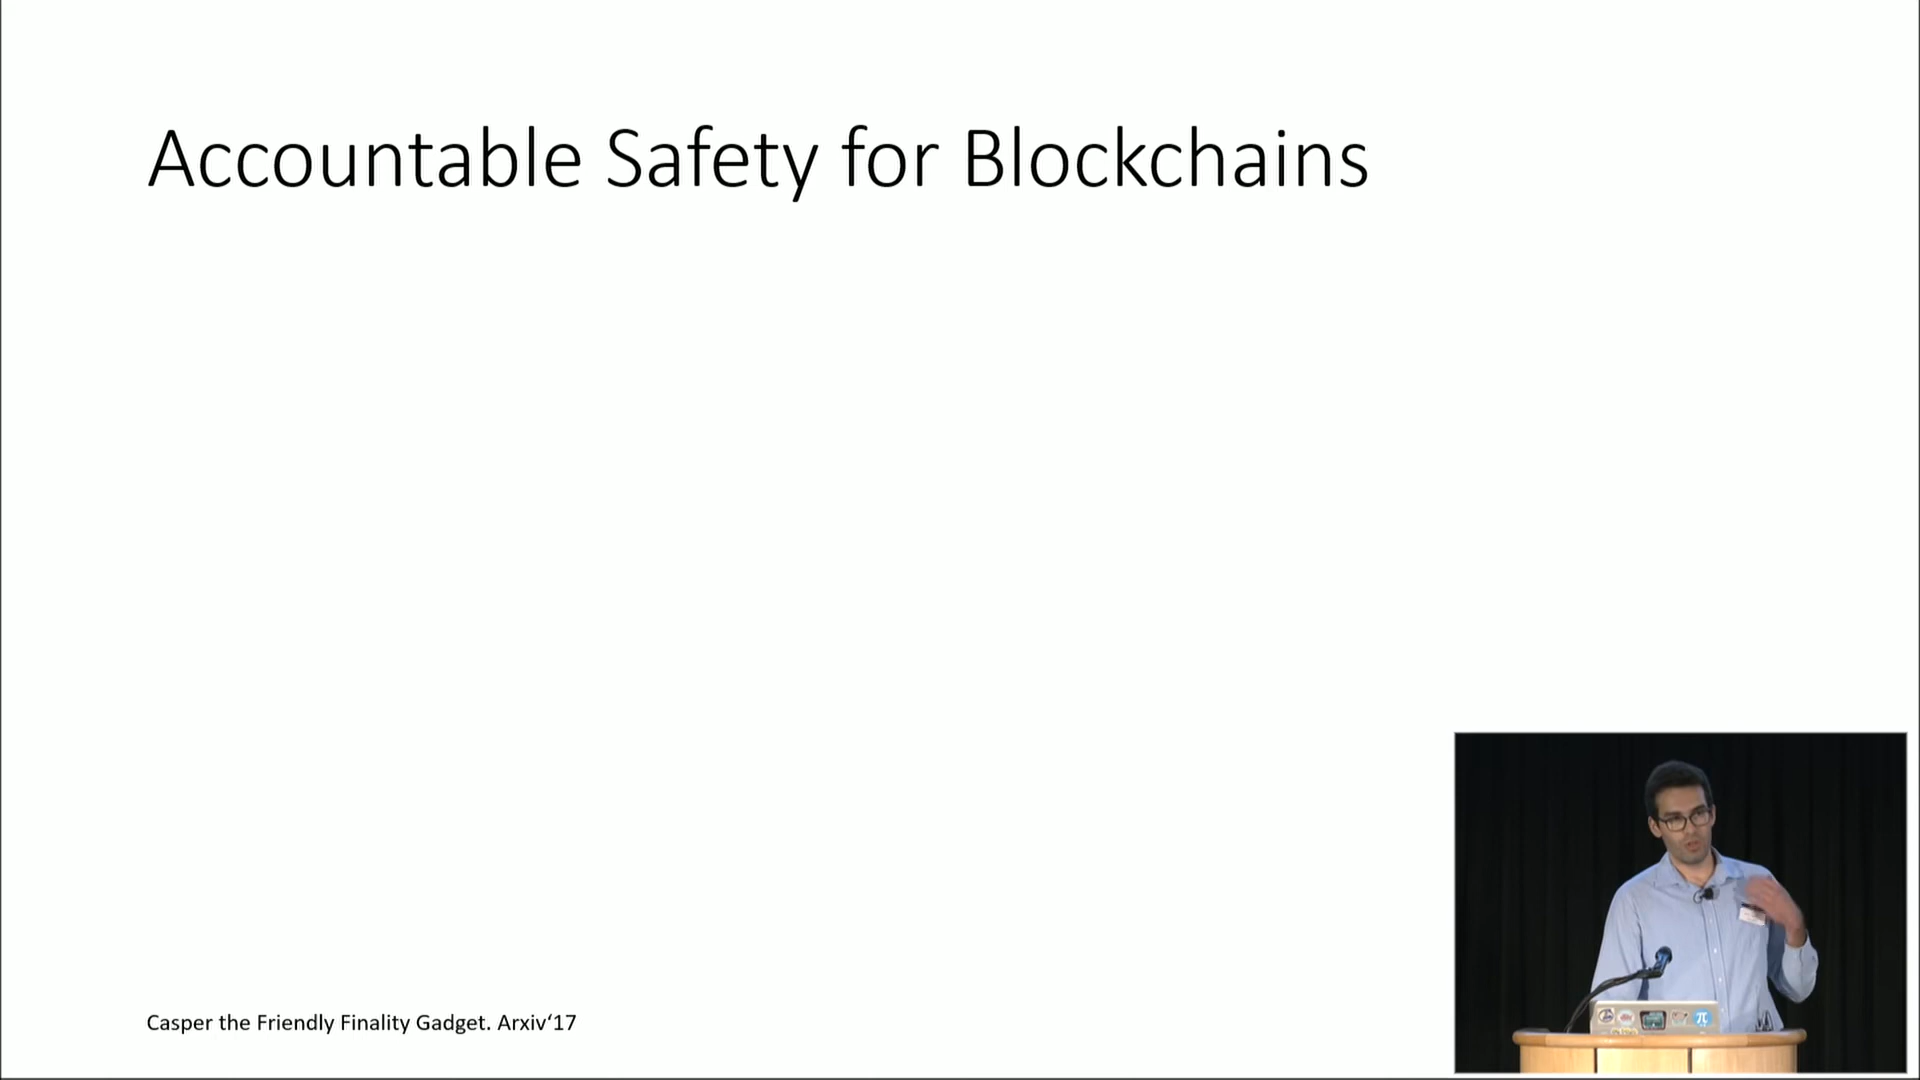 Accountable Safety for Blockchains
Casper the Friendly Finality Gadget. Arxiv‘17
π